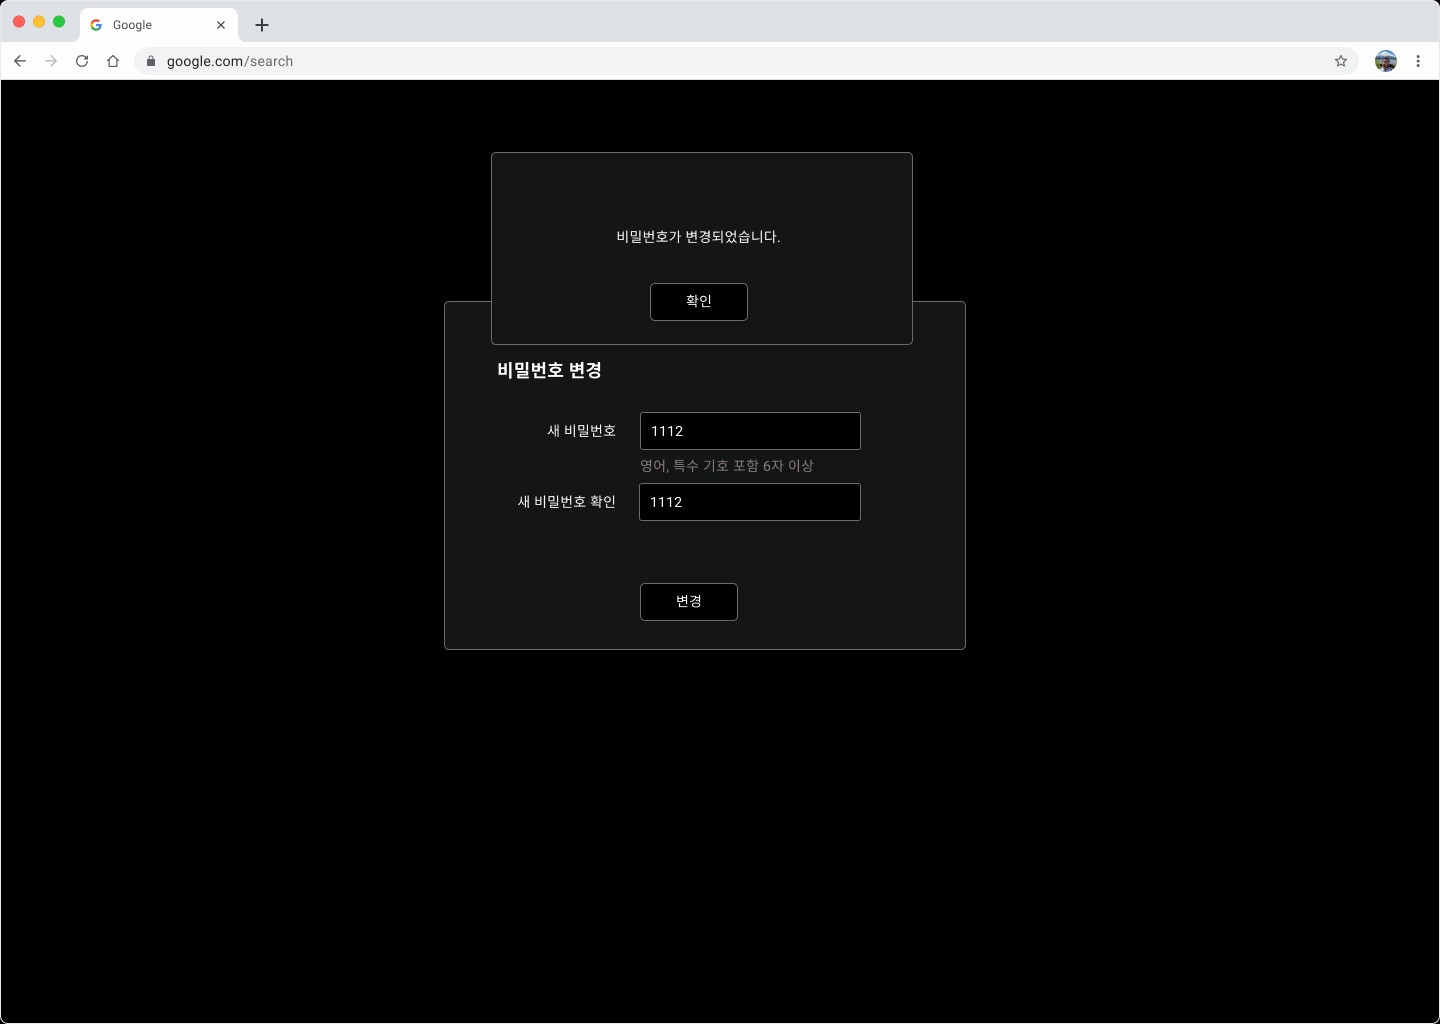 Google
google.com/search
비밀번호가 변경되었습니다.
확인
비밀번호 변경
새 비밀번호
1112
영어, 특수 기호 포함 6자 이상
새 비밀번호 확인
1112
변경